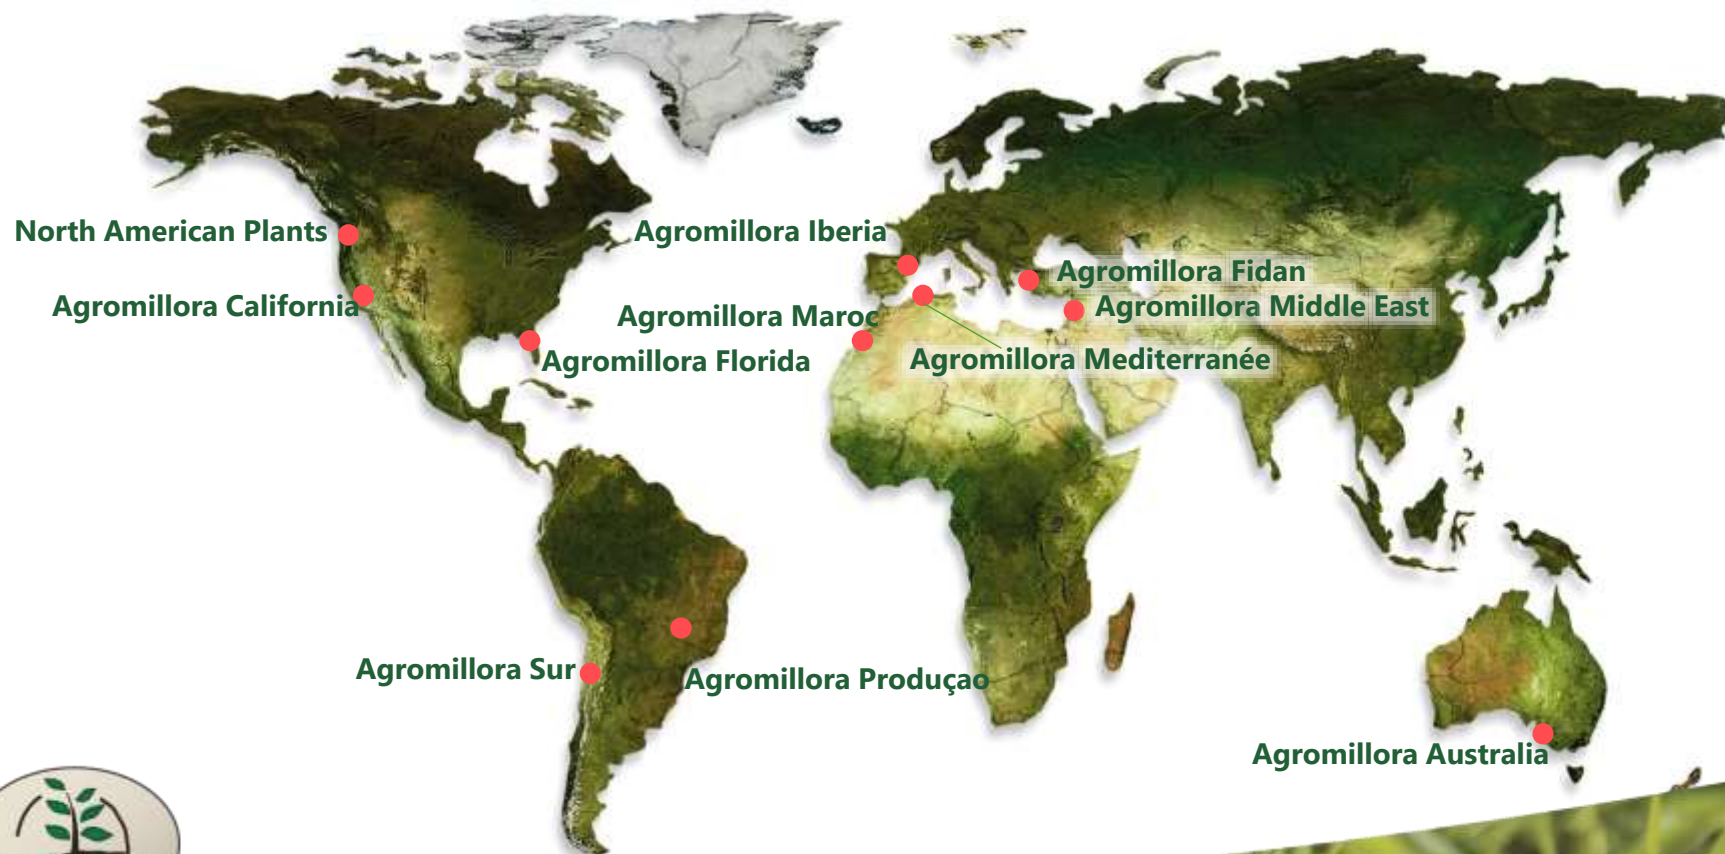 North American Plants
Agromillora Iberia
Agromillora Fidan
Agromillora California
Agromillora Middle East
Agromillora Maroc
Agromillora Florida
Agromillora Mediterranée
Agromillora Sur
Agromillora Produçao
Agromillora Australia